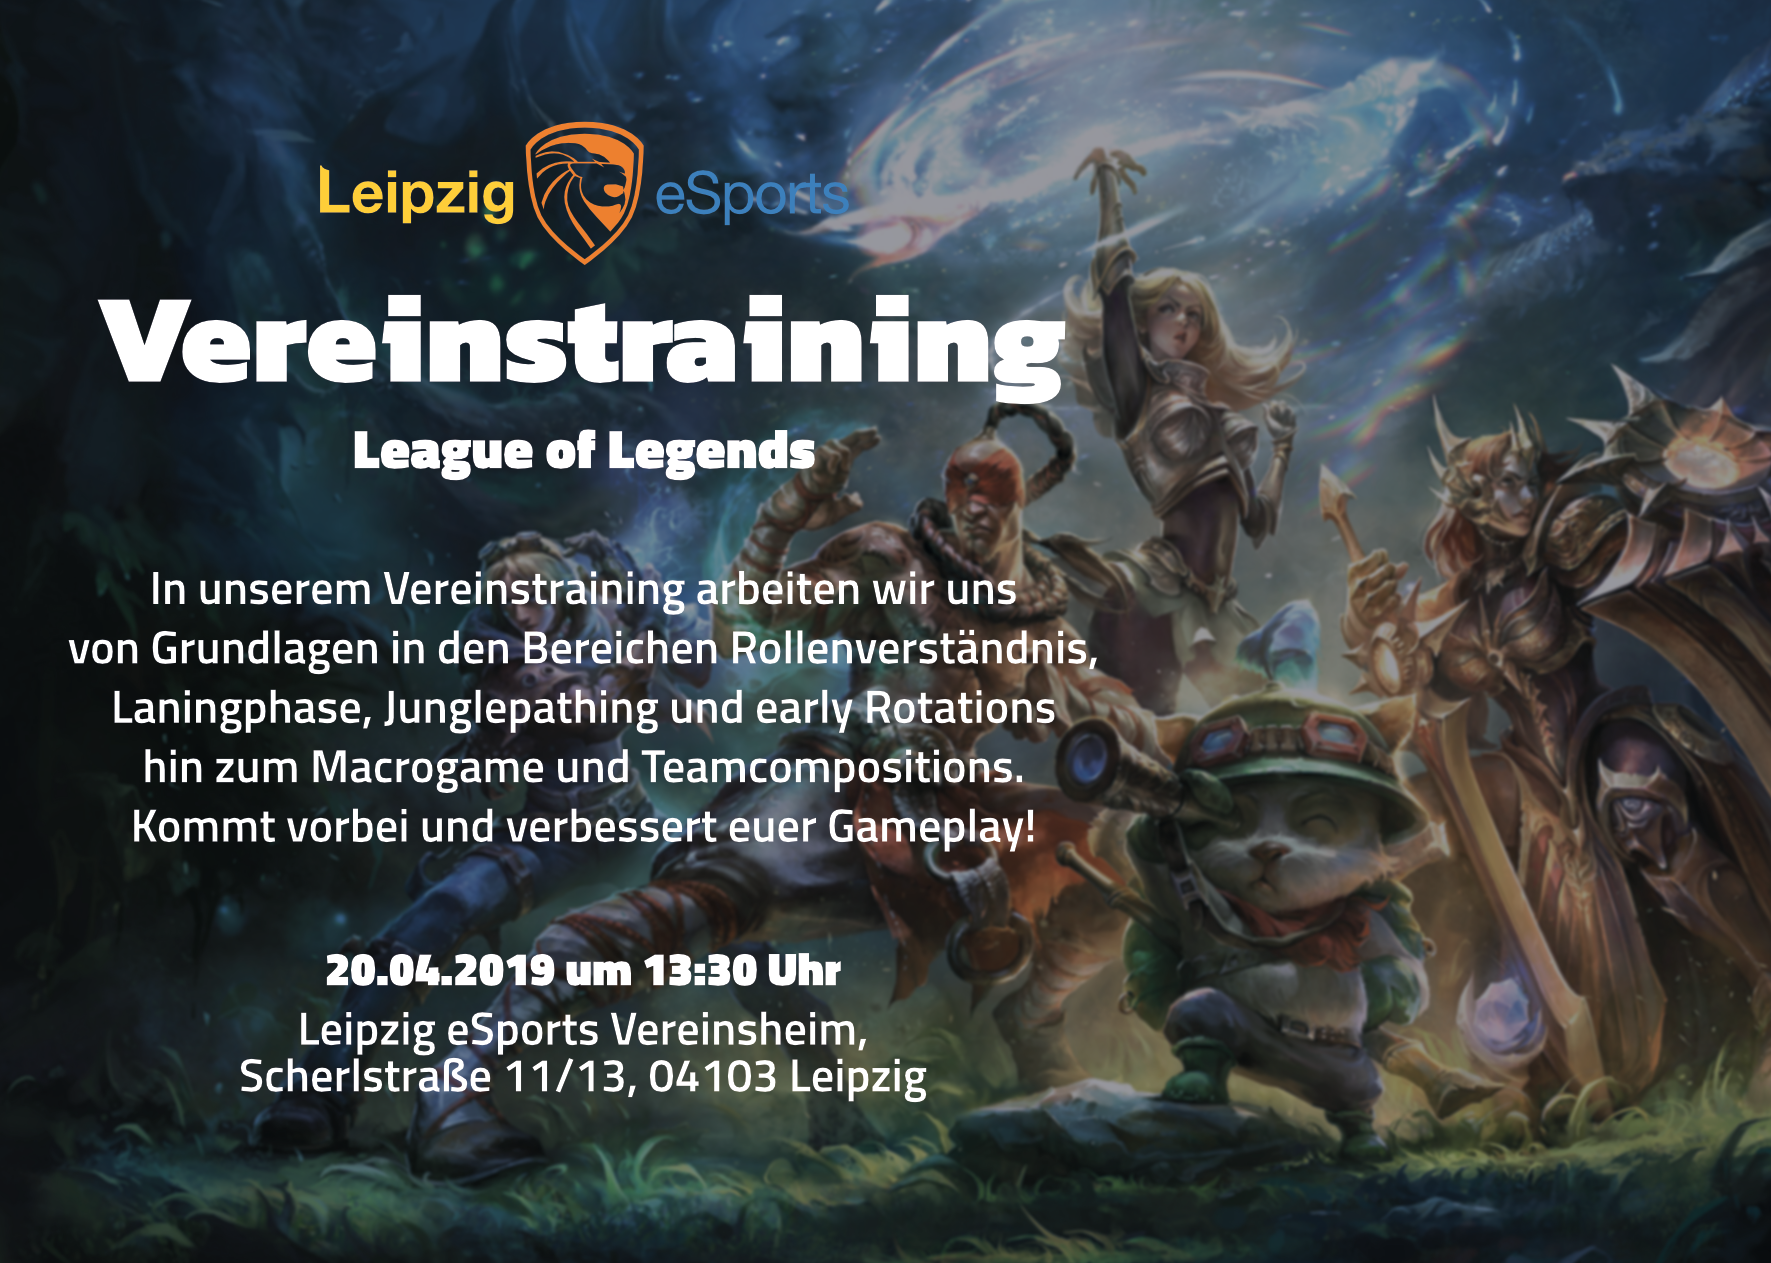 Leipzig eSports
Vereinstraining
League of Legends
In unserem Vereinstraining arbeiten wir uns
von Grundlagen in den Bereichen Rollenverständnis,
Laningphase, Junglepathing und early Rotations
hin zum Macrogame und Teamcompositions.
Kommt vorbei und verbessert euer Gameplay!
20.04.2019 um 13:30 Uhr
Leipzig eSports Vereinsheim,
Scherlstraße 11/13, 04103 Leipzig